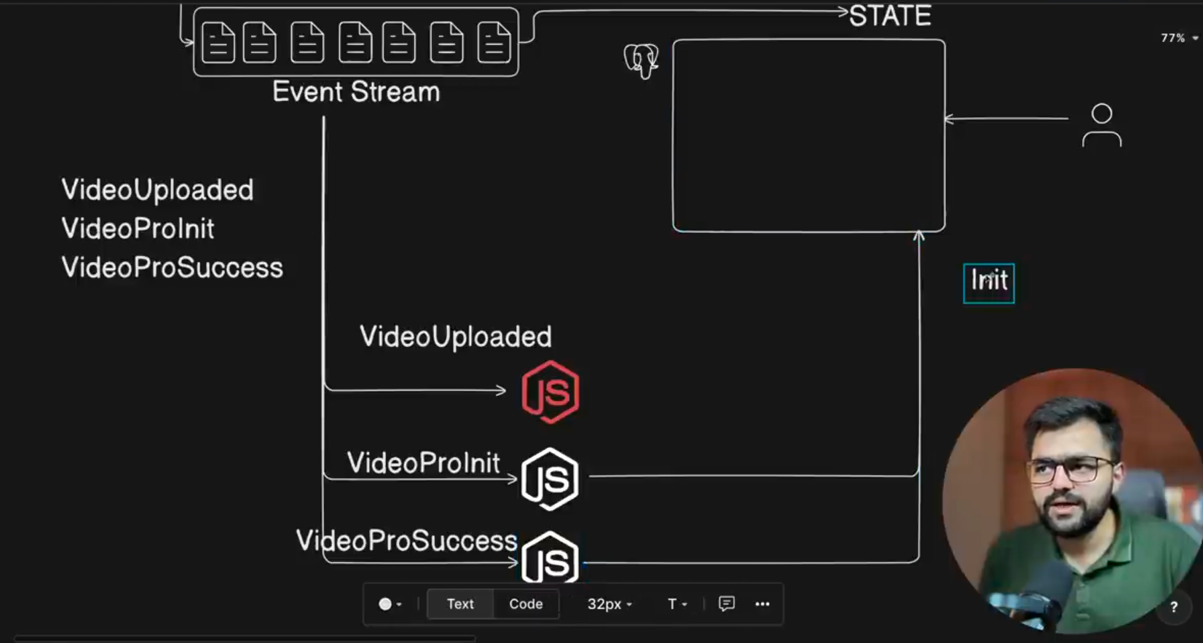 STATE
77%
Event Stream
VideoUploaded
VideoProInit
VideoProSuccess
Init
VideoUploaded
JS
VideoProInit
JS
VideoProSuccess
JS
Text
Code
32px
T
?